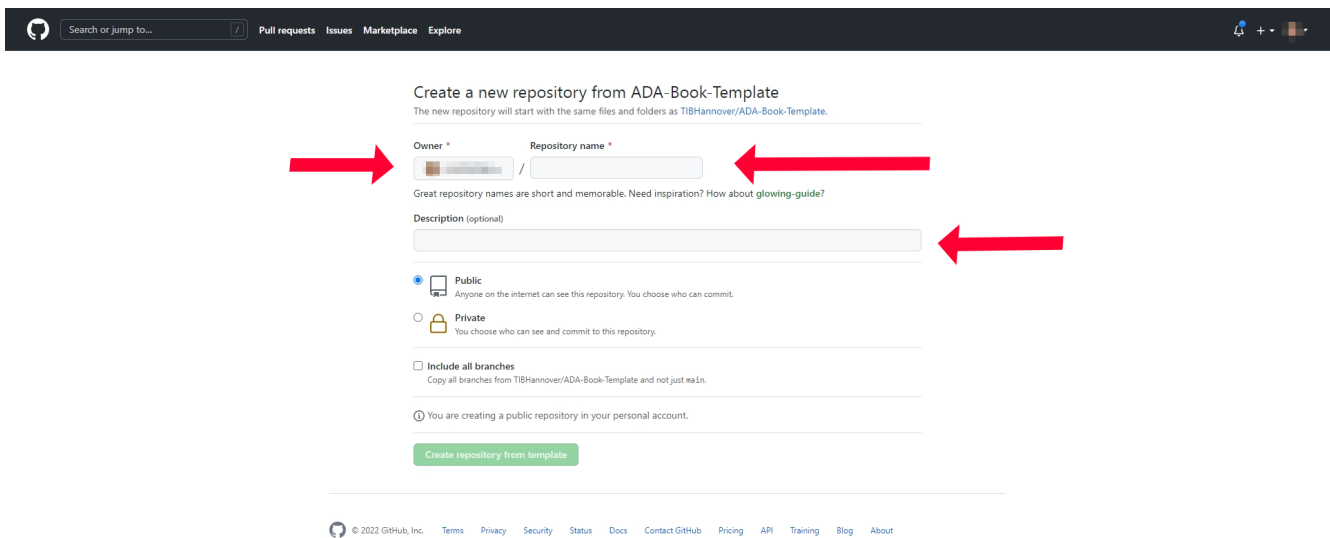 Search or jump to... / Pull requests Issues Marketplace Explore
Create a new repository from ADA-Book-Template
The new repository will start with the same files and folders as TIBHannover/ADA-Book-Template.
Owner * Repository name *
/
Great repository names are short and memorable. Need inspiration? How about glowing-guide?
Description (optional)
Public
Anyone on the internet can see this repository. You choose who can commit.
Private
You choose who can see and commit to this repository.
Include all branches
Copy all branches from TIBHannover/ADA-Book-Template and not just main.
You are creating a public repository in your personal account.
Create repository from template
© 2022 GitHub, Inc. Terms Privacy Security Status Docs Contact GitHub Pricing API Training Blog About